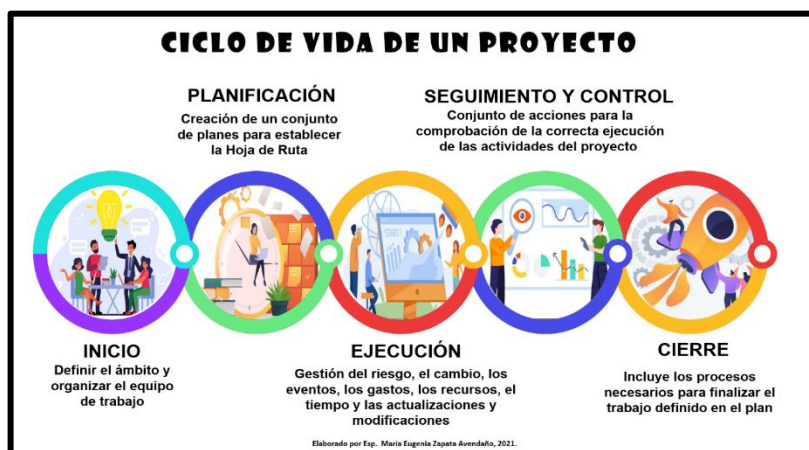 CICLO DE VIDA DE UN PROYECTO
PLANIFICACIÓN
Creación de un conjunto
de planes para establecer
la Hoja de Ruta
SEGUIMIENTO Y CONTROL
Conjunto de acciones para la
comprobación de la correcta ejecución
de las actividades del proyecto
START!
INICIO
Definir el ámbito y
organizar el equipo
de trabajo
EJECUCIÓN
Gestión del riesgo, el cambio, los
eventos, los gastos, los recursos, el
tiempo y las actualizaciones y
modificaciones
CIERRE
Incluye los procesos
necesarios para finalizar el
trabajo definido en el plan
Elaborado por Esp. María Eugenia Zapata Avendaño, 2021.